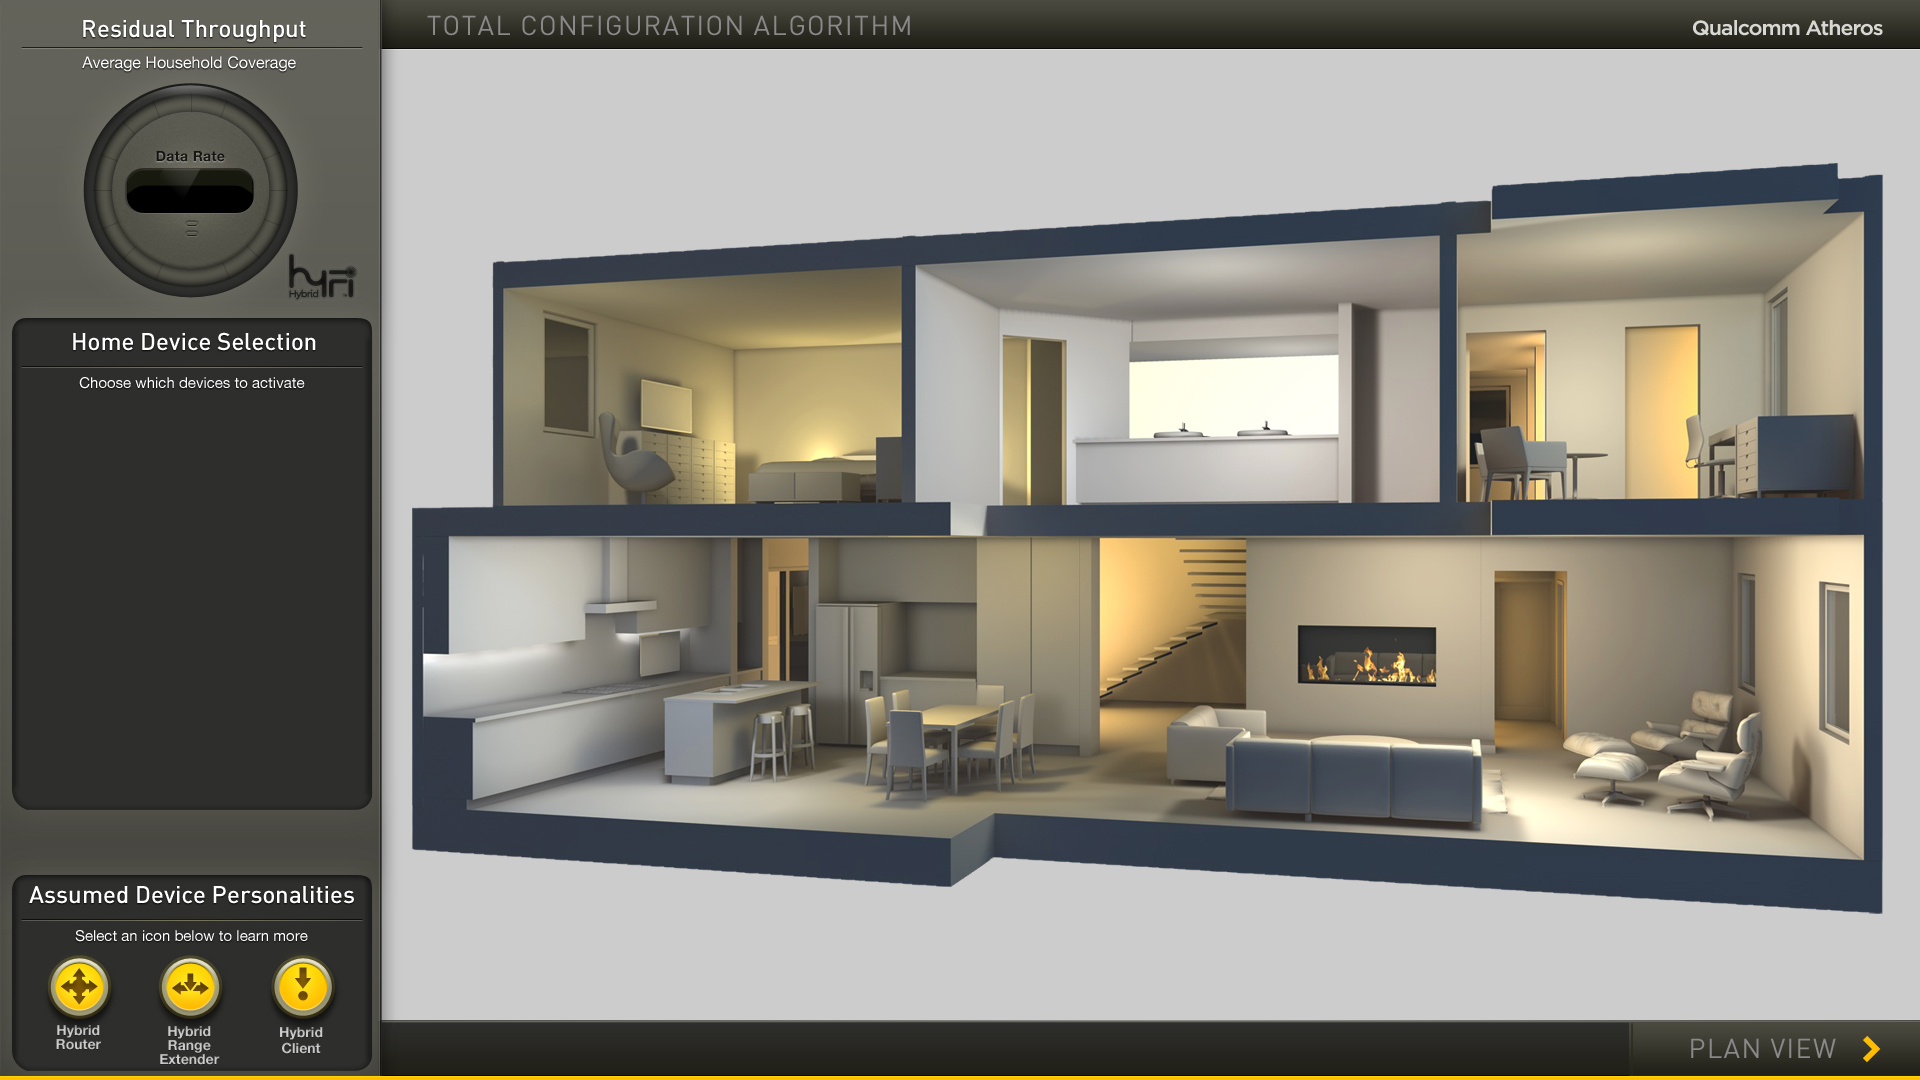 Residual Throughput
Average Household Coverage
Data Rate
hyFi
Hybrid
Home Device Selection
Choose which devices to activate
Assumed Device Personalities
Select an icon below to learn more
Hybrid
Router
Hybrid
Range
Extender
Hybrid
Client
TOTAL CONFIGURATION ALGORITHM
Qualcomm Atheros
PLAN VIEW